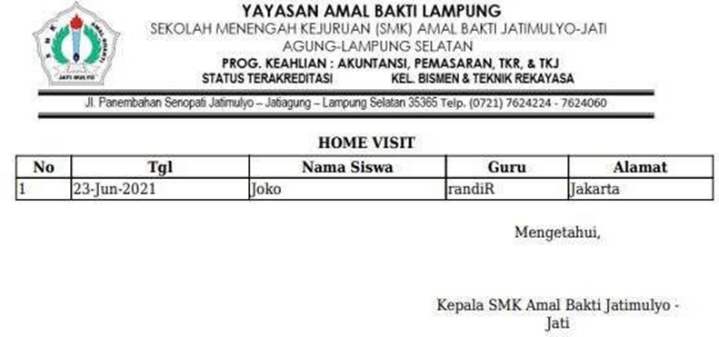 YAYASAN AMAL BAKTI LAMPUNG
SEKOLAH MENENGAH KEJURUAN (SMK) AMAL BAKTI JATIMULYO-JATI
AGUNG-LAMPUNG SELATAN
PROG. KEAHLIAN : AKUNTANSI, PEMASARAN, TKR, & TKJ
STATUS TERAKREDITASI KEL. BISMEN & TEKNIK REKAYASA
SMK AMAL BHAKTI
JATI MULYO
Jl. Panembahan Senopati Jatimulyo – Jatiagung – Lampung Selatan 35365 Telp. (0721) 7624224 - 7624060
HOME VISIT
No Tgl Nama Siswa Guru Alamat
1 23-Jun-2021 Joko randiR Jakarta
Mengetahui,
Kepala SMK Amal Bakti Jatimulyo -
Jati